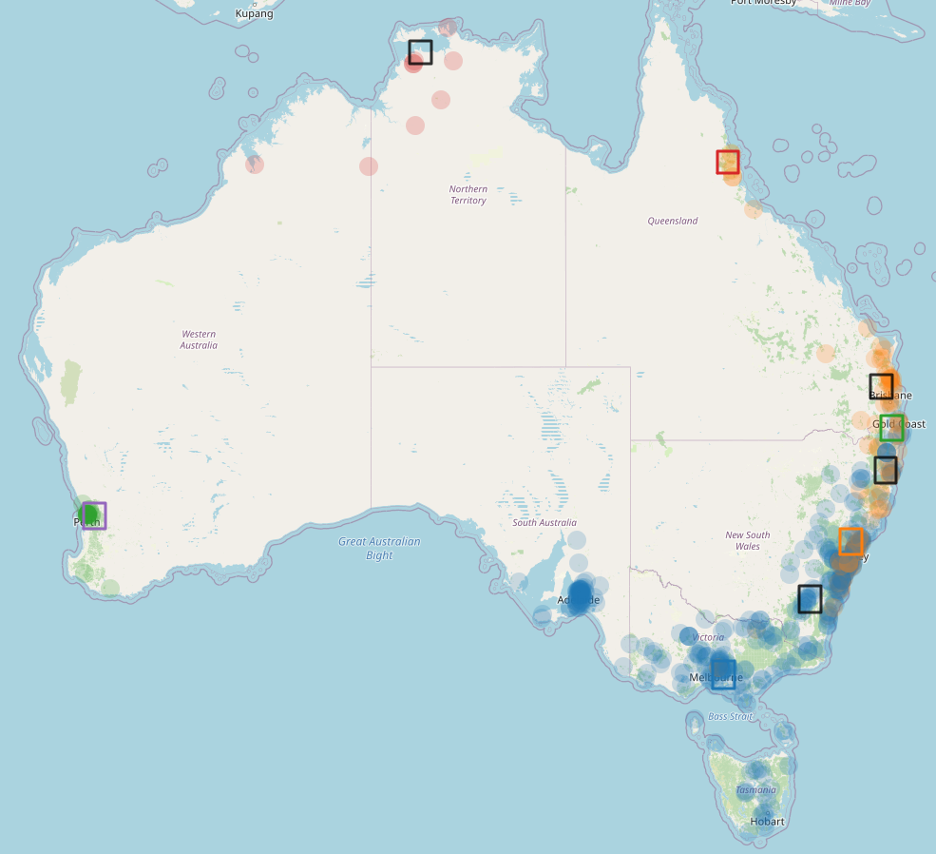 Kupang
Port Moresby
Milne Bay
Northern
Territory
Queensland
Western
Australia
Brisbane
Gold Coast
Perth
South Australia
New South
Wales
Great Australian
Bight
Adelaide
Victoria
Melbourne
Bass Strait
Tasmania
Hobart